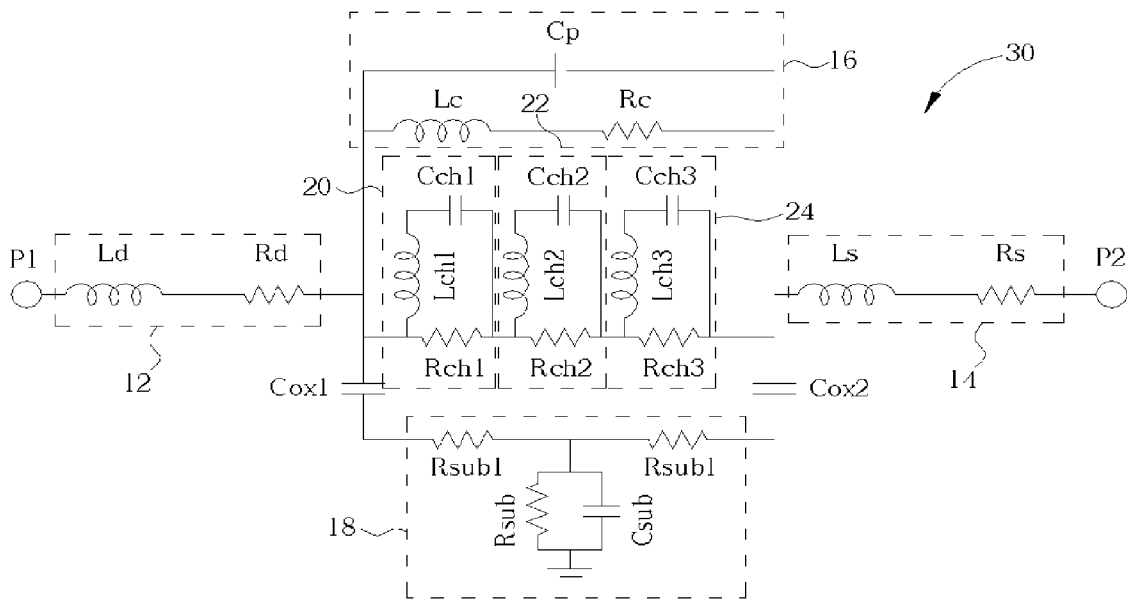 Cp
16
30
Lc
22
Rc
20
Cch1
Cch2
Cch3
24
P1
Ld
Rd
Lch1
Lch2
Lch3
Ls
Rs
P2
12
Rch1
Rch2
Rch3
14
Cox1
Cox2
Rsub1
Rsub1
Rsub
Csub
18